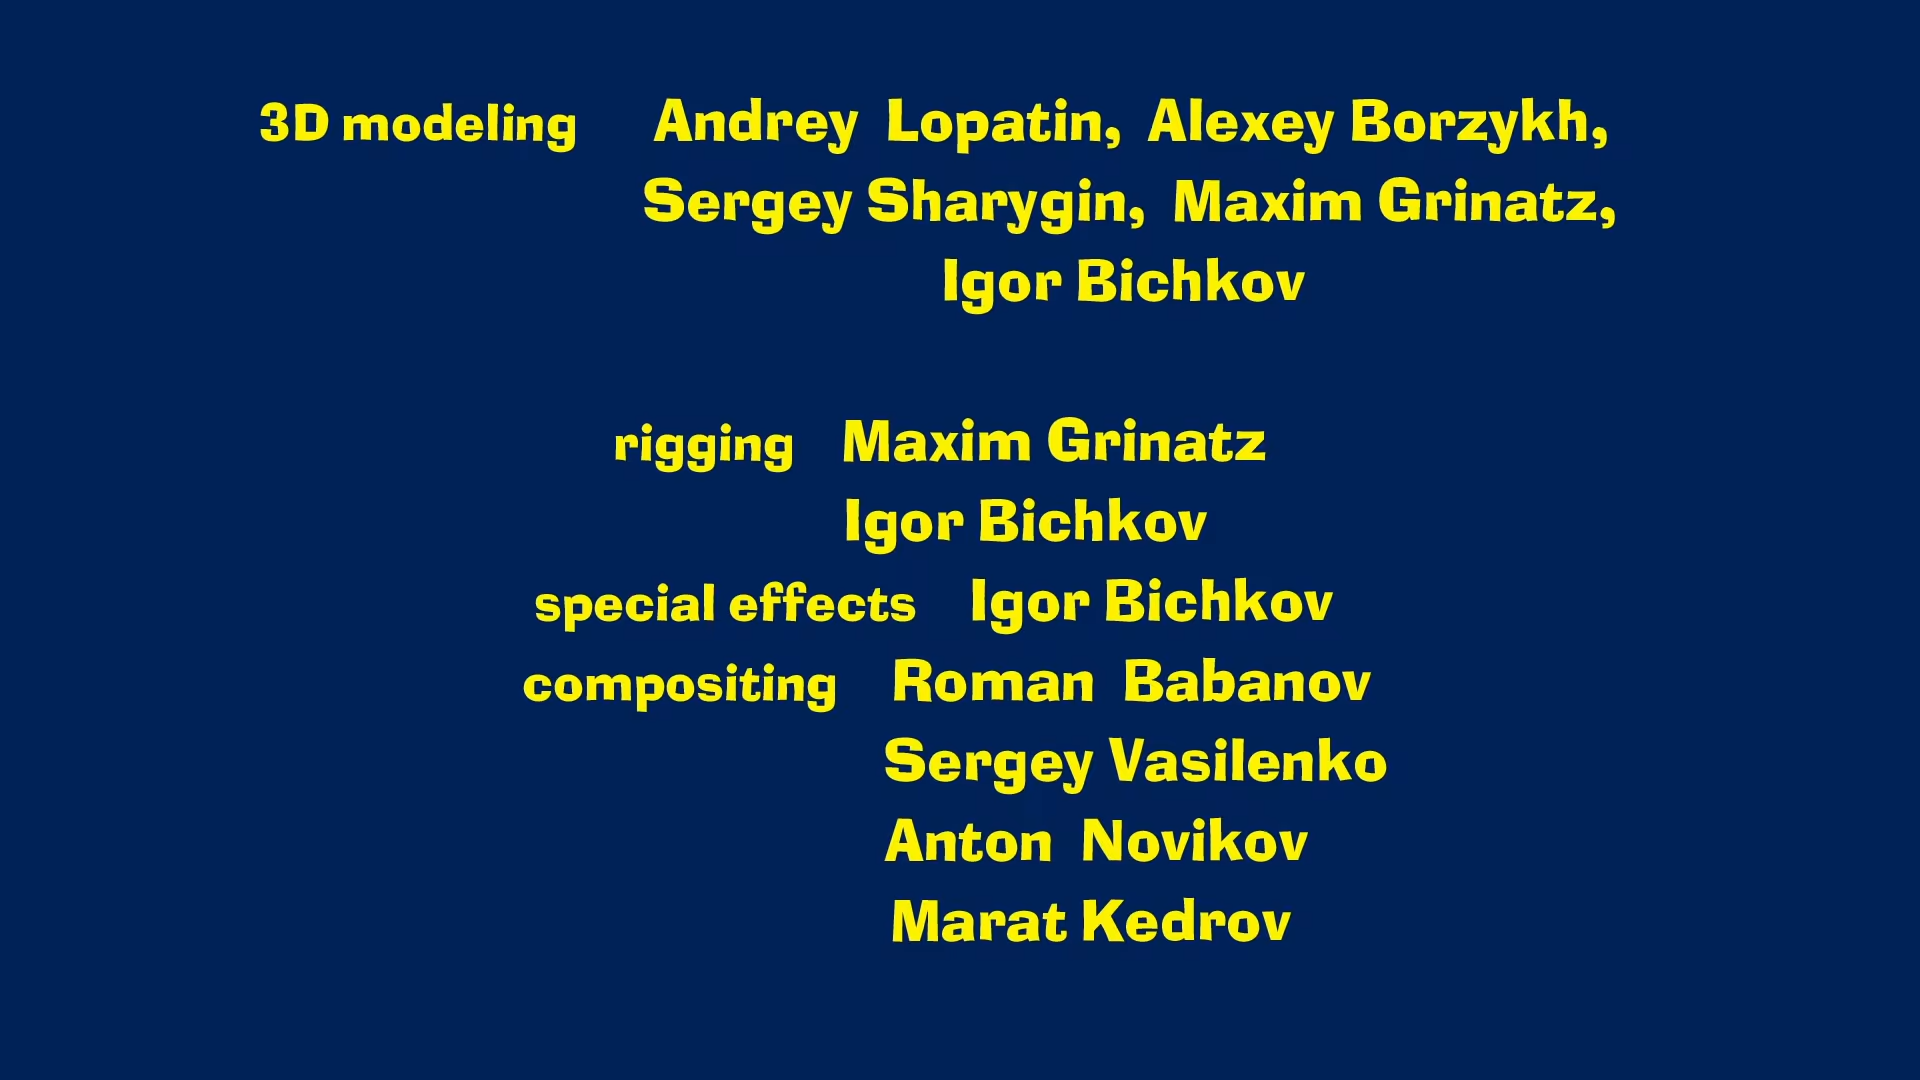 3D modeling Andrey Lopatin, Alexey Borzykh,
Sergey Sharygin, Maxim Grinatz,
Igor Bichkov
rigging Maxim Grinatz
Igor Bichkov
special effects Igor Bichkov
compositing Roman Babanov
Sergey Vasilenko
Anton Novikov
Marat Kedrov